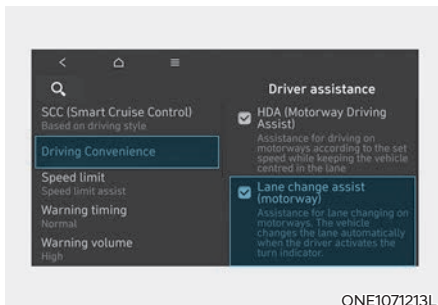 Driver assistance
SCC (Smart Cruise Control)
Based on driving style
Driving Convenience
Speed limit
Speed limit assist
Warning timing
Normal
Warning volume
High
HDA (Motorway Driving
Assist)
Assistance for driving on
motorways according to the set
speed while keeping the vehicle
centred in the lane
Lane change assist
(motorway)
Assistance for lane changing on
motorways. The vehicle
changes the lane automatically
when the driver activates the
turn indicator.
ONE1071213L